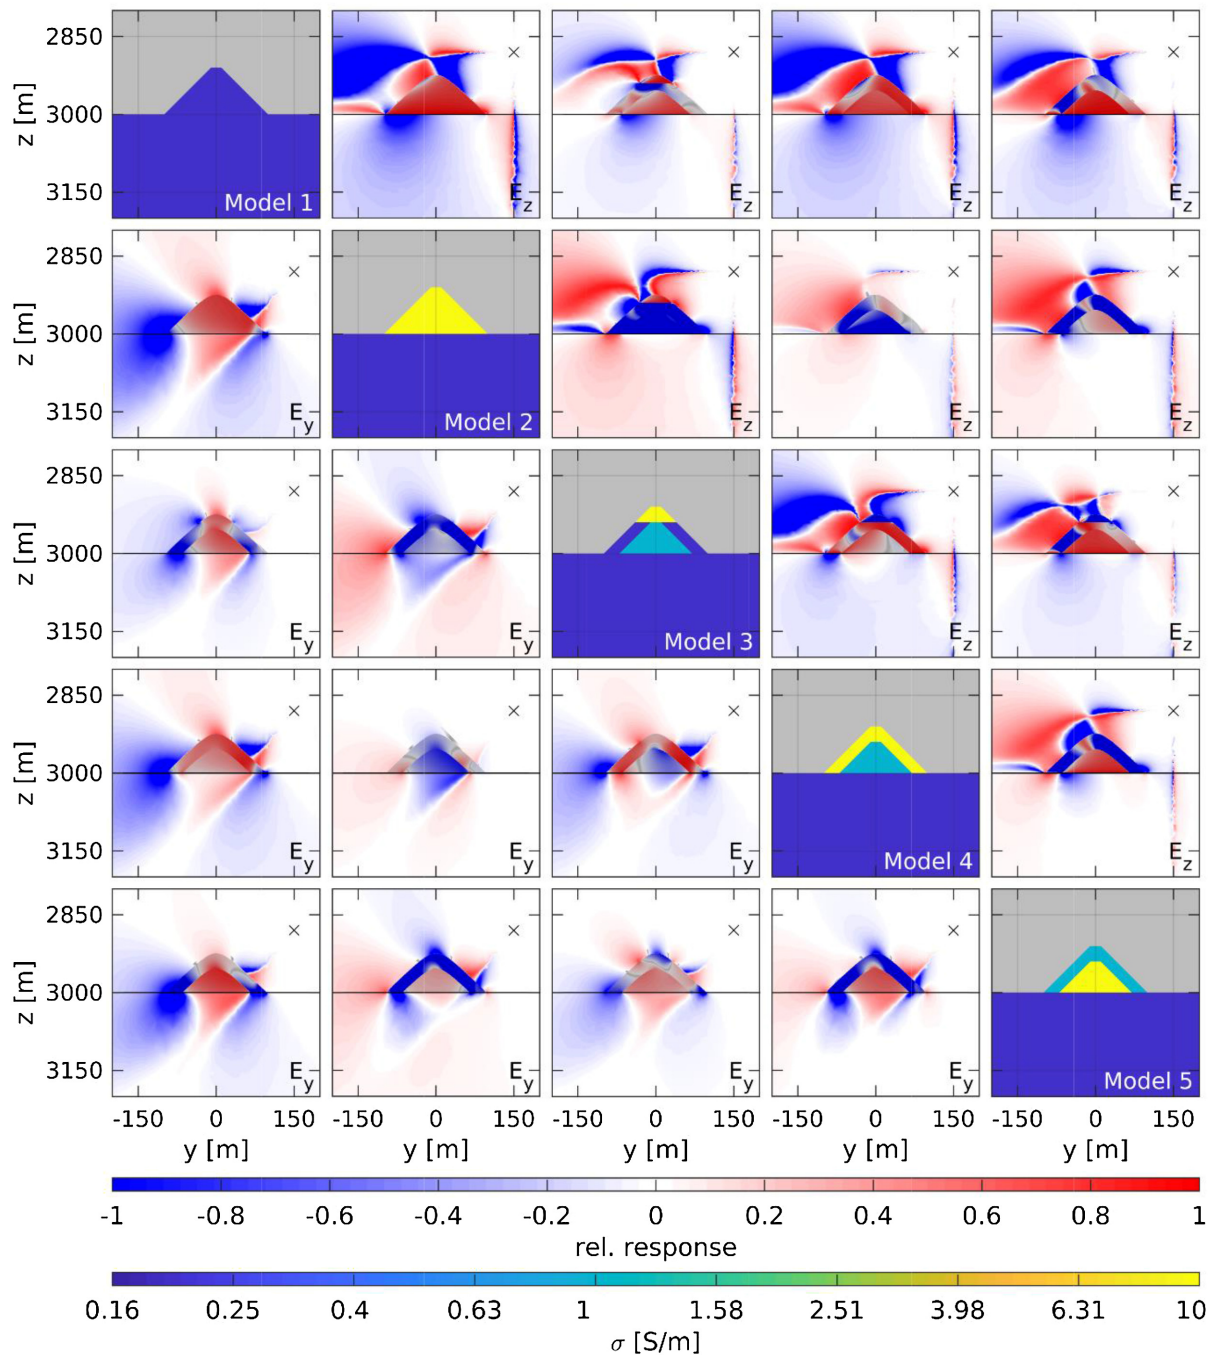 2850
z [m] 3000
3150
Model 1
×
E_z
×
E_z
×
E_z
×
E_z
2850
z [m] 3000
3150
×
E_y
Model 2
×
E_z
×
E_z
×
E_z
2850
z [m] 3000
3150
×
E_y
×
E_y
Model 3
×
E_z
×
E_z
2850
z [m] 3000
3150
×
E_y
×
E_y
×
E_y
Model 4
×
E_z
2850
z [m] 3000
3150
×
E_y
×
E_y
×
E_y
×
E_y
Model 5
-150 0 150 -150 0 150 -150 0 150 -150 0 150 -150 0 150
y [m] y [m] y [m] y [m] y [m]
-1 -0.8 -0.6 -0.4 -0.2 0 0.2 0.4 0.6 0.8 1
rel. response
0.16 0.25 0.4 0.63 1 1.58 2.51 3.98 6.31 10
σ [S/m]